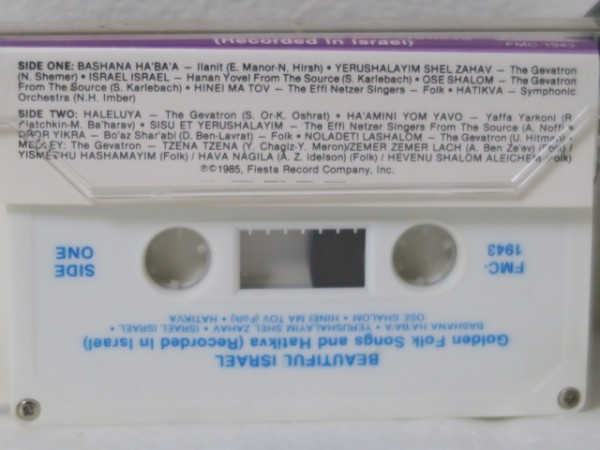 (Recorded in Israel)
FMC 1943
SIDE ONE: BASHANA HA'BA'A — Ilanit (E. Manor-N. Hirsh) • YERUSHALAYIM SHEL ZAHAV — The Gevatron
(N. Shemer) • ISRAEL ISRAEL — Hanan Yovel From The Source (S. Karlebach) • OSE SHALOM — The Gevatron
From The Source (S. Karlebach) • HINEI MA TOV — The Effi Netzer Singers — Folk • HATIKVA — Symphonic
Orchestra (N.H. Imber)
SIDE TWO: HALELUYA — The Gevatron (S. Or-K. Oshrat) • HA'AMINI YOM YAVO — Yaffa Yarkoni (R.
Flatchkin-M. Ba'harav) • SISU ET YERUSHALAYIM — The Effi Netzer Singers From The Source (A. Noff) •
DROR YIKRA — Bo'az Shar'abi (D. Ben-Lavrat) — Folk • NOLADETI LASHALOM — The Gevatron (U. Hitman) •
MEDLEY: The Gevatron — TZENA TZENA (Y. Chagiz-Y. Meron)/ZEMER ZEMER LACH (A. Ben Ze'ev) (Folk) /
YISMECHU HASHAMAYIM (Folk) / HAVA NAGILA (A. Z. Idelson) (Folk) / HEVENU SHALOM ALEICHEM (Folk)
℗©1985, Fiesta Record Company, Inc.
BEAUTIFUL ISRAEL
Golden Folk Songs and Hatikva (Recorded in Israel)
BASHANA HA'BA'A • YERUSHALAYIM SHEL ZAHAV • ISRAEL ISRAEL •
OSE SHALOM • HINEI MA TOV (Folk) • HATIKVA
FMC-
1943
SIDE
ONE